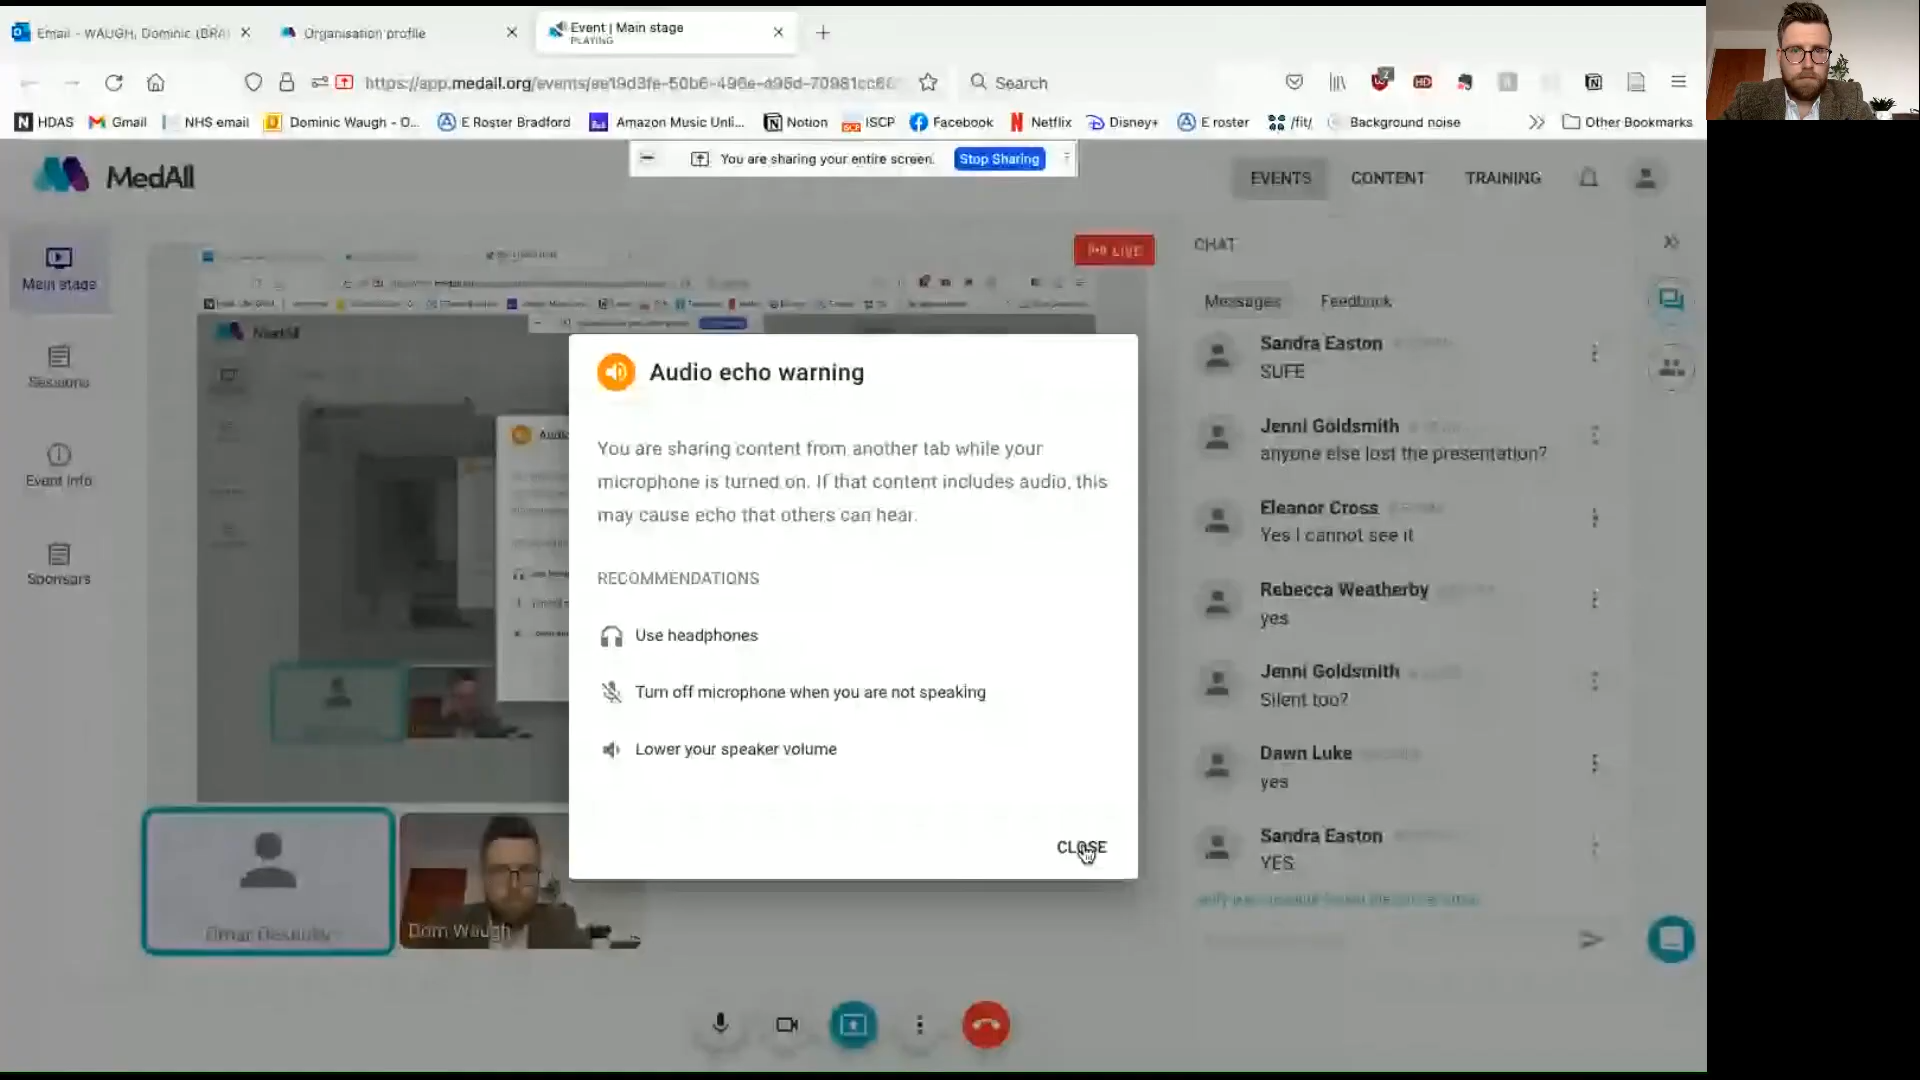 Email - WAUGH, Dominic (BRA
Organisation profile
Event | Main stage
PLAYING
https://app.medall.org/events/
Search
HDAS
Gmail
NHS email
Dominic Waugh - O...
E Roster Bradford
Amazon Music Unli...
Notion
ISCP
Facebook
Netflix
Disney+
E roster
/fit/
Background noise
Other Bookmarks
You are sharing your entire screen.
Stop Sharing
MedAll
EVENTS
CONTENT
TRAINING
Main stage
Sessions
Event Info
Sponsors
LIVE
MedAll
Audio echo warning
You are sharing content from another tab while your
microphone is turned on. If that content includes audio, this
may cause echo that others can hear.
RECOMMENDATIONS
Use headphones
Turn off microphone when you are not speaking
Lower your speaker volume
CLOSE
Dom Waugh
CHAT
Messages
Feedback
Sandra Easton
SUFE
Jenni Goldsmith
anyone else lost the presentation?
Eleanor Cross
Yes I cannot see it
Rebecca Weatherby
yes
Jenni Goldsmith
Silent too?
Dawn Luke
yes
Sandra Easton
YES